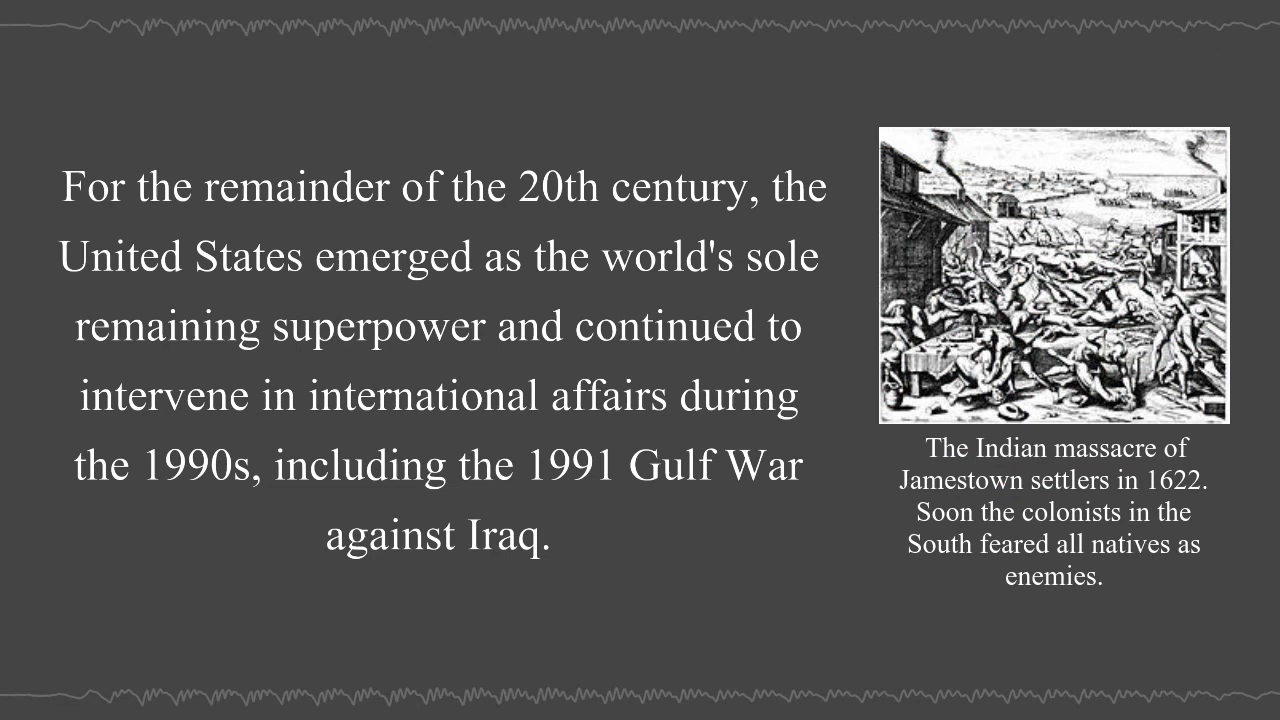 For the remainder of the 20th century, the
United States emerged as the world's sole
remaining superpower and continued to
intervene in international affairs during
the 1990s, including the 1991 Gulf War
against Iraq.
The Indian massacre of
Jamestown settlers in 1622.
Soon the colonists in the
South feared all natives as
enemies.